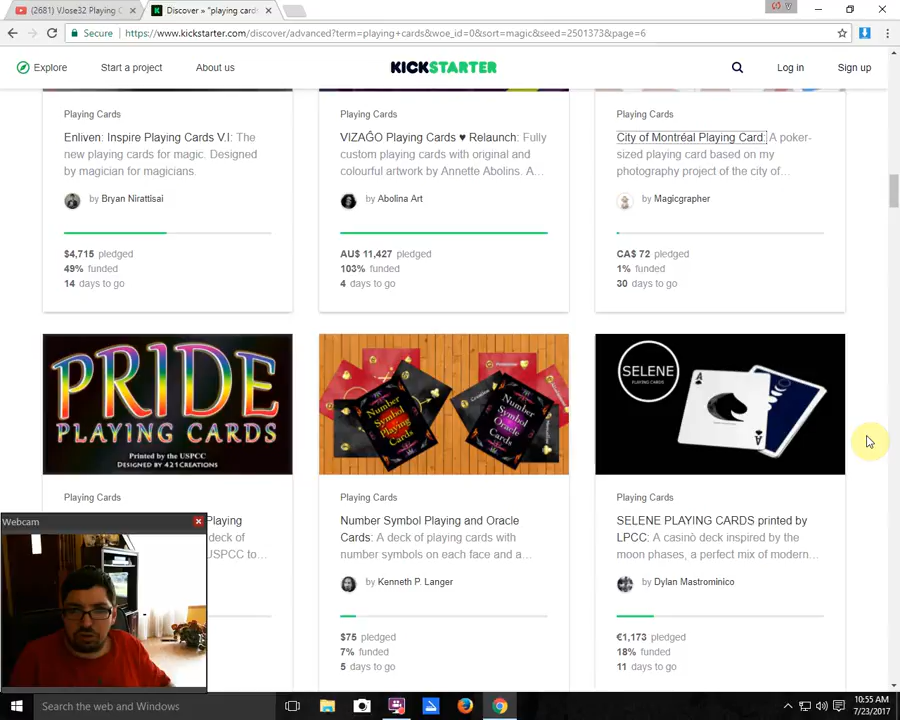 (2681) VJose32 Playing C
Discover » "playing cards
Secure
https://www.kickstarter.com/discover/advanced?term=playing+cards&woe_id=0&sort=magic&seed=2501373&page=6
Explore
Start a project
About us
KICKSTARTER
Log in
Sign up
Playing Cards
Enliven: Inspire Playing Cards V.I: The
new playing cards for magic. Designed
by magician for magicians.
by Bryan Nirattisai
$4,715 pledged
49% funded
14 days to go
Playing Cards
VIZAĜO Playing Cards ♥ Relaunch: Fully
custom playing cards with original and
colourful artwork by Annette Abolins. A...
by Abolina Art
AU$ 11,427 pledged
103% funded
4 days to go
Playing Cards
City of Montréal Playing Card: A poker-
sized playing card based on my
photography project of the city of...
by Magicgrapher
CA$ 72 pledged
1% funded
30 days to go
PRIDE
PLAYING CARDS
Printed by the USPCC
DESIGNED BY 421CREATIONS
Playing Cards
Playing
deck of
USPCC to...
Number
Symbol
Playing
Cards
Number
Symbol
Oracle
Cards
Playing Cards
Number Symbol Playing and Oracle
Cards: A deck of playing cards with
number symbols on each face and a...
by Kenneth P. Langer
$75 pledged
7% funded
5 days to go
SELENE
PLAYING CARDS
A
A
Playing Cards
SELENE PLAYING CARDS printed by
LPCC: A casinò deck inspired by the
moon phases, a perfect mix of modern...
by Dylan Mastrominico
€1,173 pledged
18% funded
11 days to go
Webcam
Search the web and Windows
10:55 AM
7/23/2017